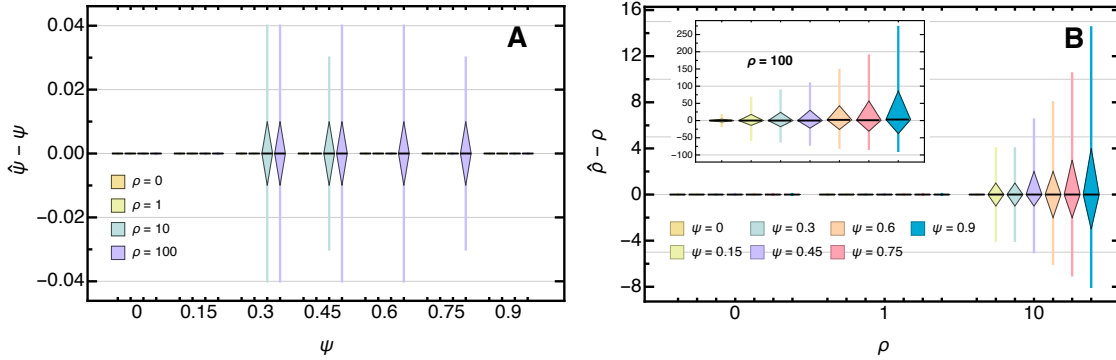 A
0.04
0.02
0.00
−0.02
−0.04
ψ̂ − ψ
ρ = 0
ρ = 1
ρ = 10
ρ = 100
0 0.15 0.3 0.45 0.6 0.75 0.9
ψ
B
16
12
8
4
0
−4
−8
ρ̂ − ρ
250
200
150
100
50
0
−50
−100
ρ = 100
ψ = 0 ψ = 0.3 ψ = 0.6 ψ = 0.9
ψ = 0.15 ψ = 0.45 ψ = 0.75
0 1 10
ρ